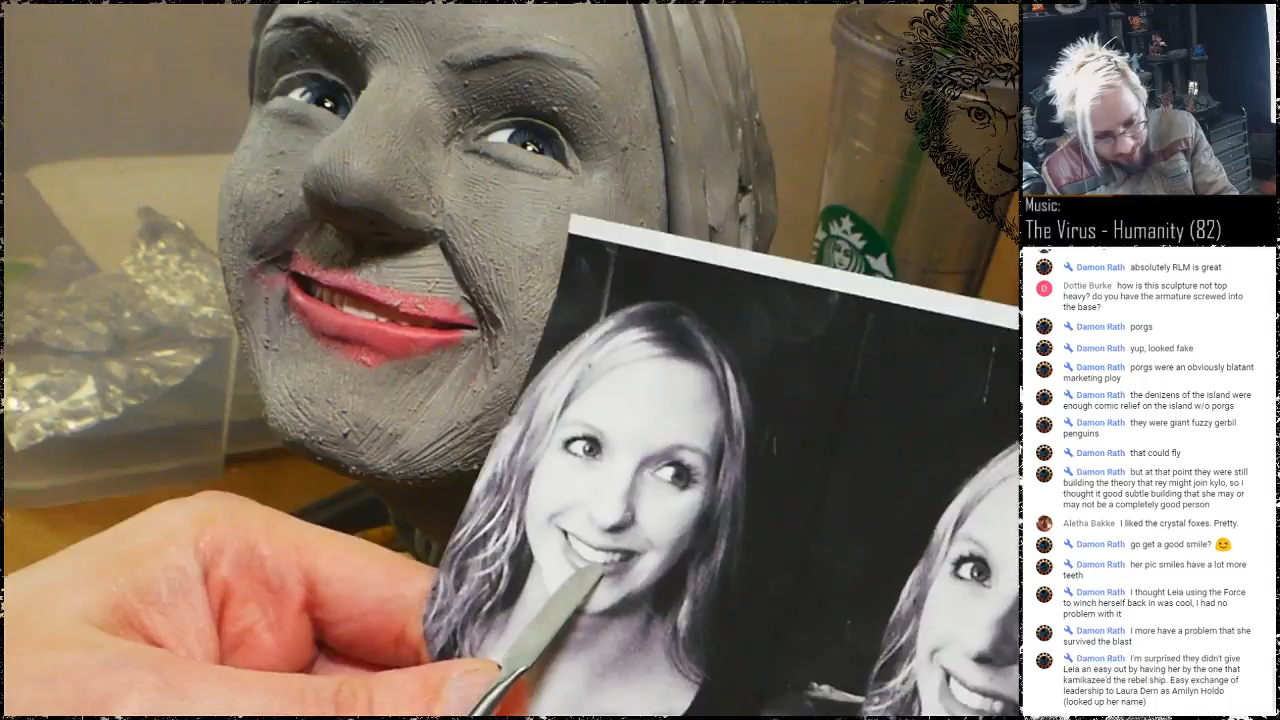 Music:
The Virus - Humanity (82)
Damon Rath absolutely RLM is great
Dottie Burke how is this sculpture not top
heavy? do you have the armature screwed into
the base?
Damon Rath porgs
Damon Rath yup, looked fake
Damon Rath porgs were an obviously blatant
marketing ploy
Damon Rath the denizens of the island were
enough comic relief on the island w/o porgs
Damon Rath they were giant fuzzy gerbil
penguins
Damon Rath that could fly
Damon Rath but at that point they were still
building the theory that rey might join kylo, so I
thought it good subtle building that she may or
may not be a completely good person
Aletha Bakke I liked the crystal foxes. Pretty.
Damon Rath go get a good smile? 😊
Damon Rath her pic smiles have a lot more
teeth
Damon Rath I thought Leia using the Force
to winch herself back in was cool, I had no
problem with it
Damon Rath I more have a problem that she
survived the blast
Damon Rath I'm surprised they didn't give
Leia an easy out by having her by the one that
kamikazee'd the rebel ship. Easy exchange of
leadership to Laura Dern as Amilyn Holdo
(looked up her name)